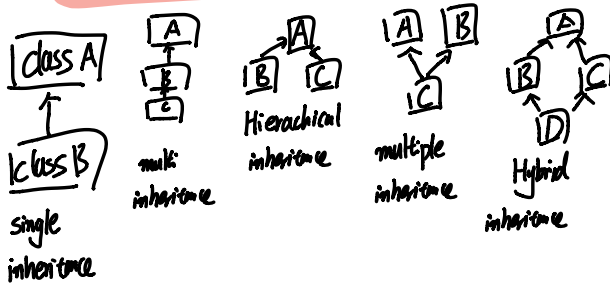 class A
class B
single
inheritance
A
B
C
multi
inheritance
A
B
C
Hierachical
inheritance
A
B
C
multiple
inheritance
A
B
C
D
Hybrid
inheritance